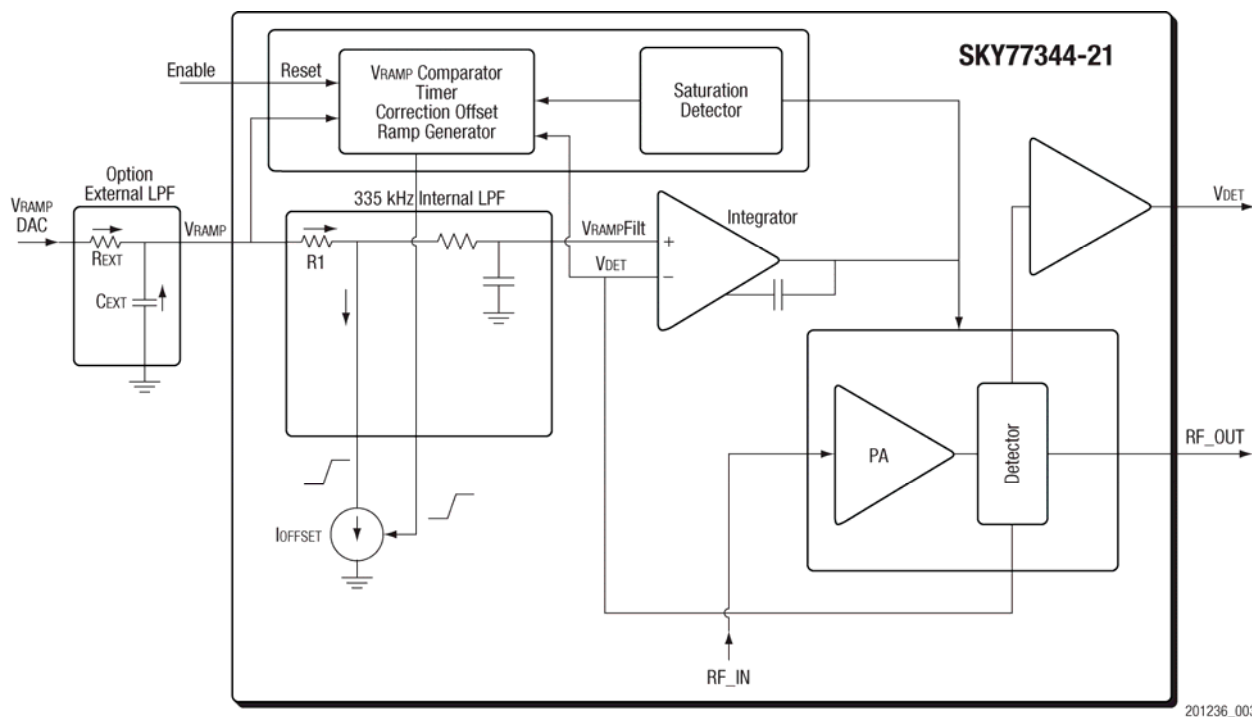 SKY77344-21
Enable
Reset
VRAMP Comparator
Timer
Correction Offset
Ramp Generator
Saturation
Detector
Option
External LPF
VRAMP
DAC
REXT
CEXT
VRAMP
335 kHz Internal LPF
R1
VRAMPFilt
VDET
+
−
Integrator
VDET
PA
Detector
RF_OUT
IOFFSET
RF_IN